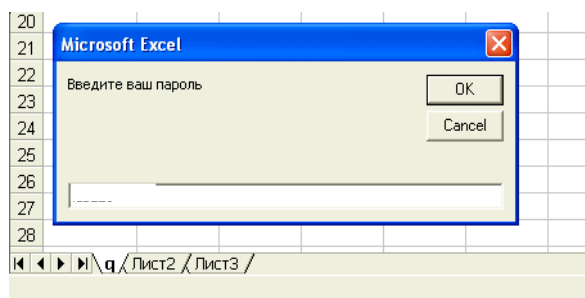 20
21
Microsoft Excel
22
Введите ваш пароль
OK
23
24
Cancel
25
26
27
28
q
Лист2
Лист3